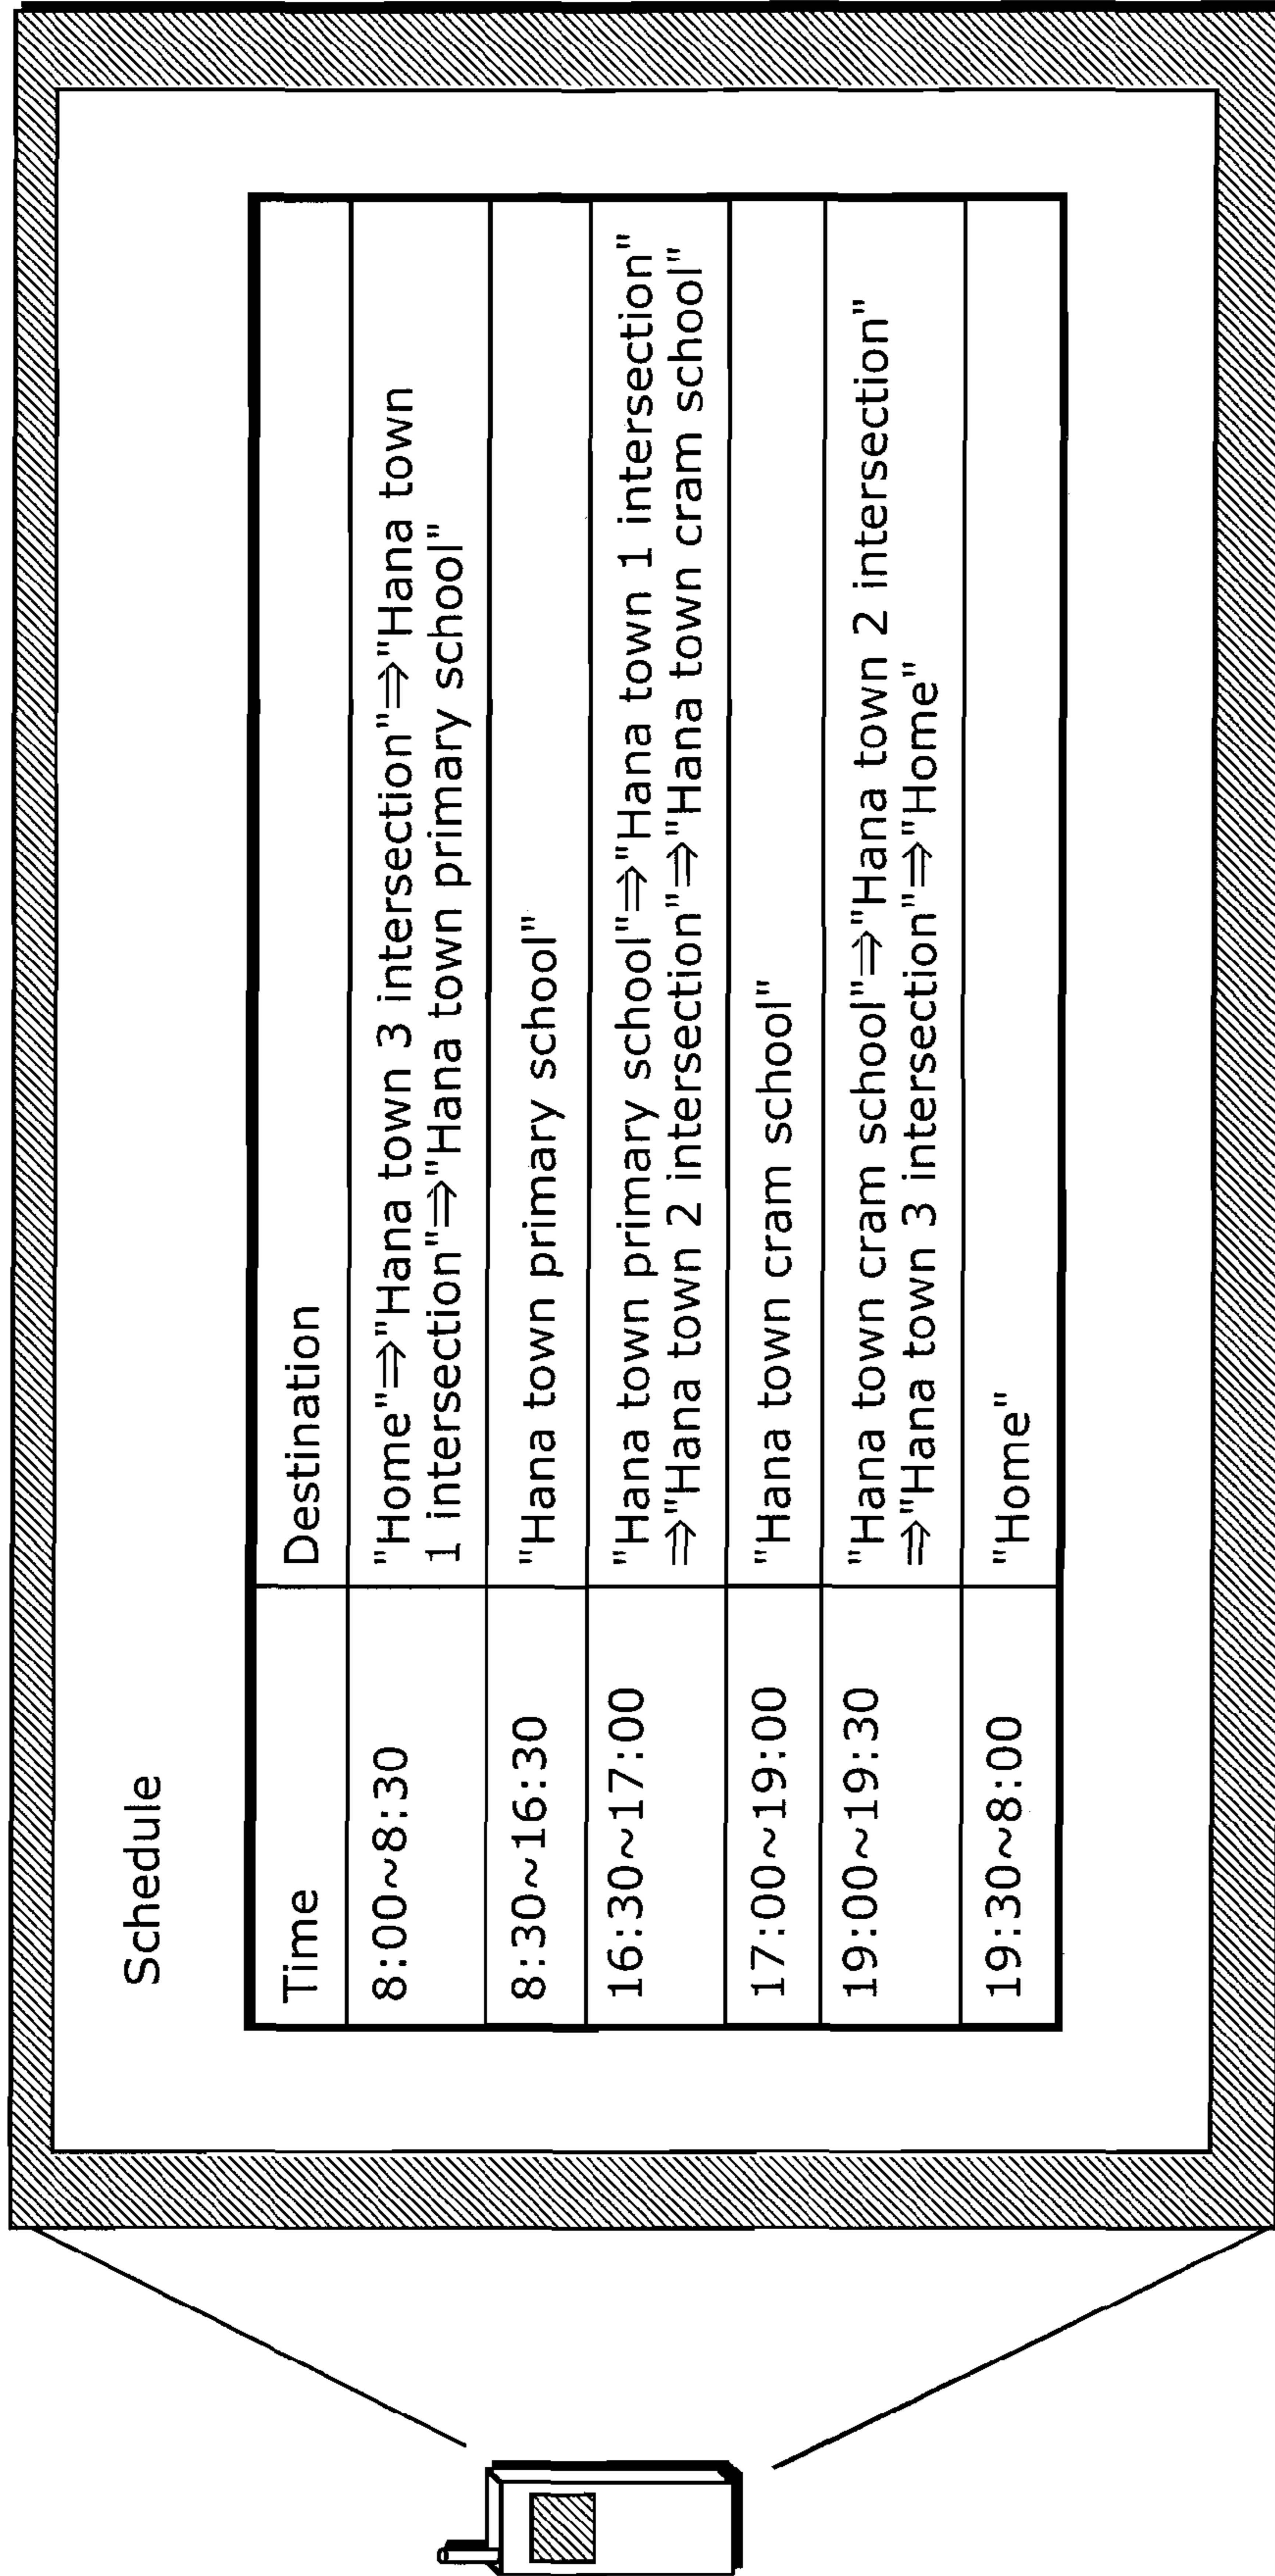 Schedule
Time Destination
8:00~8:30 "Home"⇒"Hana town 3 intersection"⇒"Hana town
1 intersection"⇒"Hana town primary school"
8:30~16:30 "Hana town primary school"
16:30~17:00 "Hana town primary school"⇒"Hana town 1 intersection"
⇒"Hana town 2 intersection"⇒"Hana town cram school"
17:00~19:00 "Hana town cram school"
19:00~19:30 "Hana town cram school"⇒"Hana town 2 intersection"
⇒"Hana town 3 intersection"⇒"Home"
19:30~8:00 "Home"